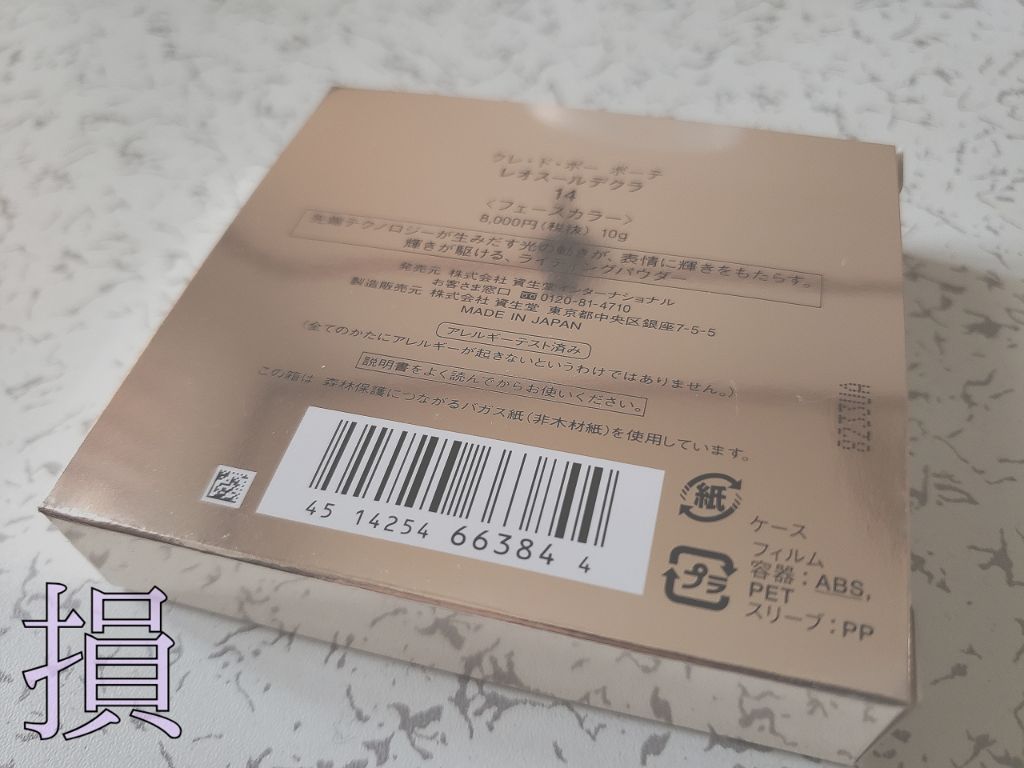 クレ・ド・ポー ボーテ
レオスールデクラ
14
〈フェースカラー〉
8,000円(税抜) 10g
先端テクノロジーが生みだす光の動きが、表情に輝きをもたらす。
輝きが駆ける、ライティングパウダー
発売元 株式会社 資生堂インターナショナル
お客さま窓口 0120-81-4710
製造販売元 株式会社 資生堂 東京都中央区銀座7-5-5
MADE IN JAPAN
アレルギーテスト済み
(全てのかたにアレルギーが起きないというわけではありません。)
説明書をよく読んでからお使いください。
この箱は 森林保護につながるバガス紙(非木材紙)を使用しています。
45 14254 66384 4
紙
ケース
プラ
フィルム
容器:ABS,
PET
スリーブ:PP
損